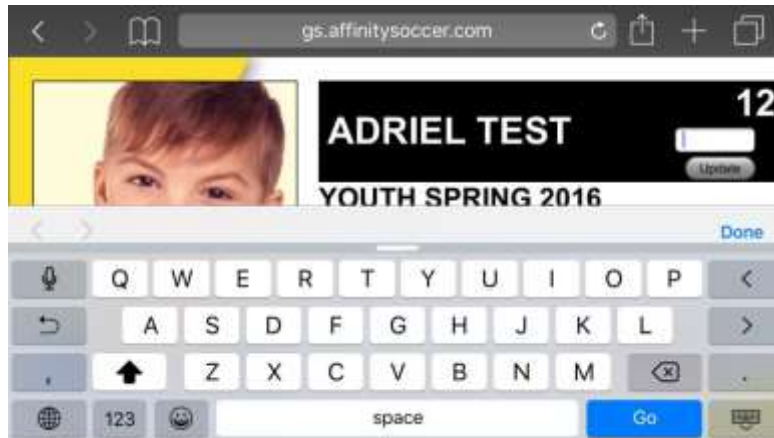 gs.affinitysoccer.com
12
ADRIEL TEST
Update
YOUTH SPRING 2016
Done
Q W E R T Y U I O P
A S D F G H J K L
, Z X C V B N M .
123 space Go